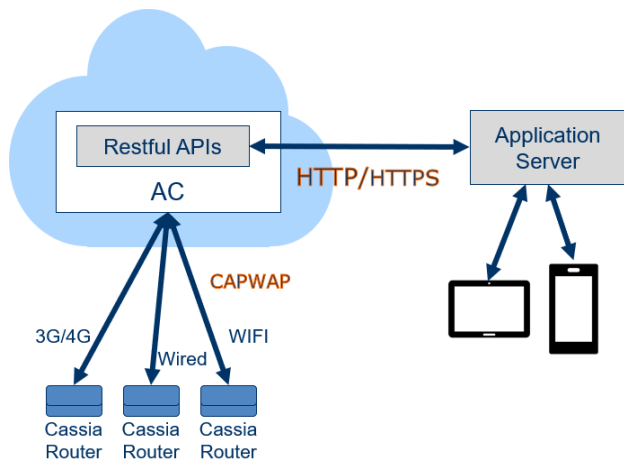 Restful APIs
AC
HTTP/HTTPS
Application
Server
CAPWAP
3G/4G
Wired
WIFI
Cassia
Router
Cassia
Router
Cassia
Router